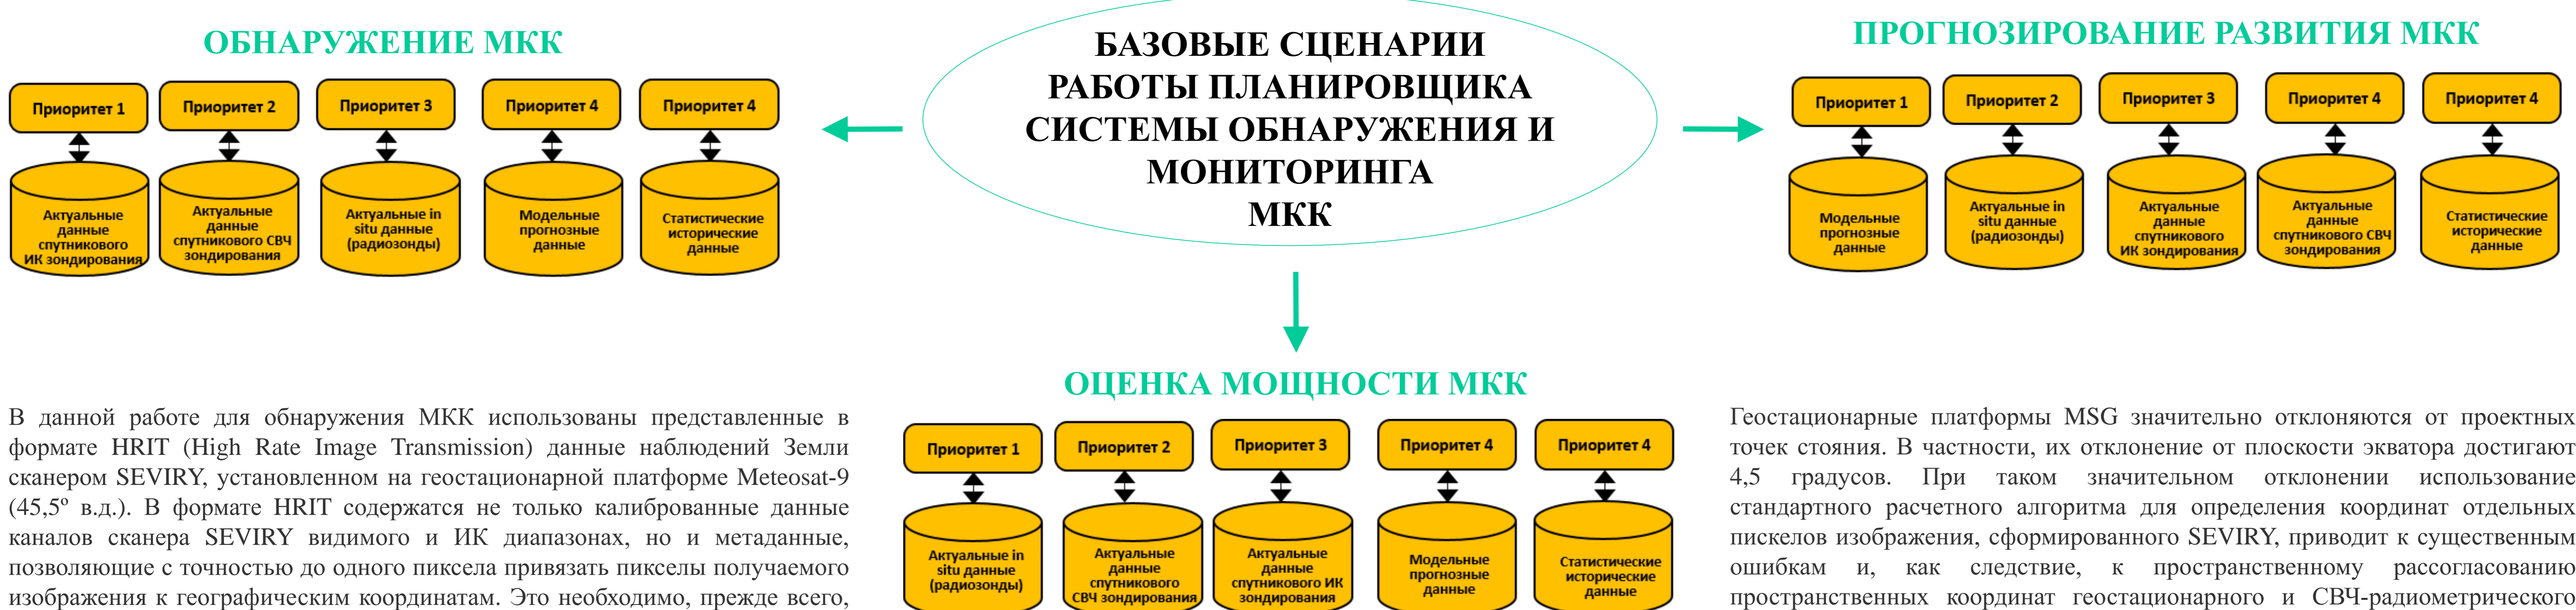 ОБНАРУЖЕНИЕ МКК
Приоритет 1
Приоритет 2
Приоритет 3
Приоритет 4
Приоритет 4
Актуальные
данные
спутникового
ИК зондирования
Актуальные
данные
спутникового СВЧ
зондирования
Актуальные in
situ данные
(радиозонды)
Модельные
прогнозные
данные
Статистические
исторические
данные
БАЗОВЫЕ СЦЕНАРИИ
РАБОТЫ ПЛАНИРОВЩИКА
СИСТЕМЫ ОБНАРУЖЕНИЯ И
МОНИТОРИНГА
МКК
ПРОГНОЗИРОВАНИЕ РАЗВИТИЯ МКК
Приоритет 1
Приоритет 2
Приоритет 3
Приоритет 4
Приоритет 4
Модельные
прогнозные
данные
Актуальные in
situ данные
(радиозонды)
Актуальные
данные
спутникового
ИК зондирования
Актуальные
данные
спутникового СВЧ
зондирования
Статистические
исторические
данные
ОЦЕНКА МОЩНОСТИ МКК
Приоритет 1
Приоритет 2
Приоритет 3
Приоритет 4
Приоритет 4
Актуальные in
situ данные
(радиозонды)
Актуальные
данные
спутникового
СВЧ зондирования
Актуальные
данные
спутникового ИК
зондирования
Модельные
прогнозные
данные
Статистические
исторические
данные
В данной работе для обнаружения МКК использованы представленные в
формате HRIT (High Rate Image Transmission) данные наблюдений Земли
сканером SEVIRY, установленном на геостационарной платформе Meteosat-9
(45,5º в.д.). В формате HRIT содержатся не только калиброванные данные
каналов сканера SEVIRY видимого и ИК диапазонах, но и метаданные,
позволяющие с точностью до одного пиксела привязать пикселы получаемого
изображения к географическим координатам. Это необходимо, прежде всего,
Геостационарные платформы MSG значительно отклоняются от проектных
точек стояния. В частности, их отклонение от плоскости экватора достигают
4,5 градусов. При таком значительном отклонении использование
стандартного расчетного алгоритма для определения координат отдельных
пискелов изображения, сформированного SEVIRY, приводит к существенным
ошибкам и, как следствие, к пространственному рассогласованию
пространственных координат геостационарного и СВЧ-радиометрического